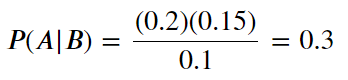 P(A|B) = (0.2)(0.15) / 0.1 = 0.3